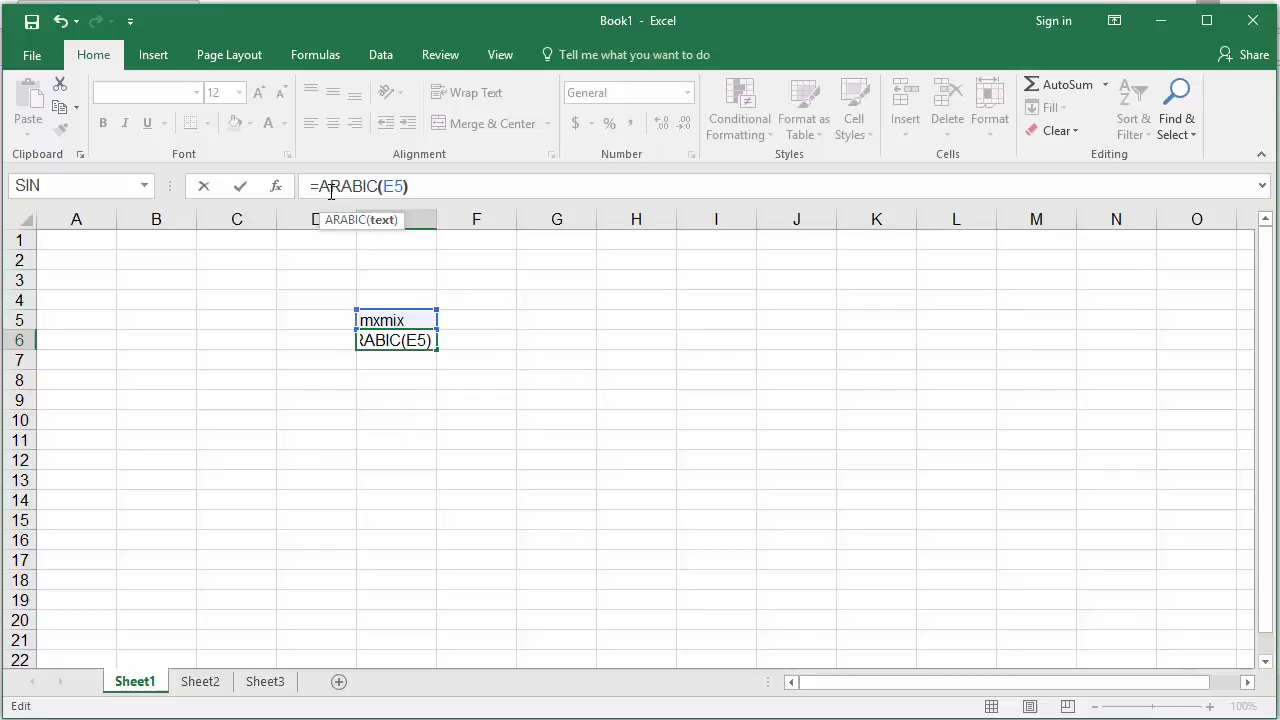 Book1 - Excel
Sign in
File Home Insert Page Layout Formulas Data Review View Tell me what you want to do Share
Paste
Clipboard
12
B I U A
Font
Wrap Text
Merge & Center
Alignment
General
$ % ,
Number
Conditional Formatting
Format as Table
Cell Styles
Styles
Insert Delete Format
Cells
AutoSum
Fill
Clear
Sort & Filter
Find & Select
Editing
SIN fx =ARABIC(E5)
ARABIC(text)
A B C D F G H I J K L M N O
1
2
3
4
5 mxmix
6 RABIC(E5)
7
8
9
10
11
12
13
14
15
16
17
18
19
20
21
22
Sheet1 Sheet2 Sheet3
Edit 100%